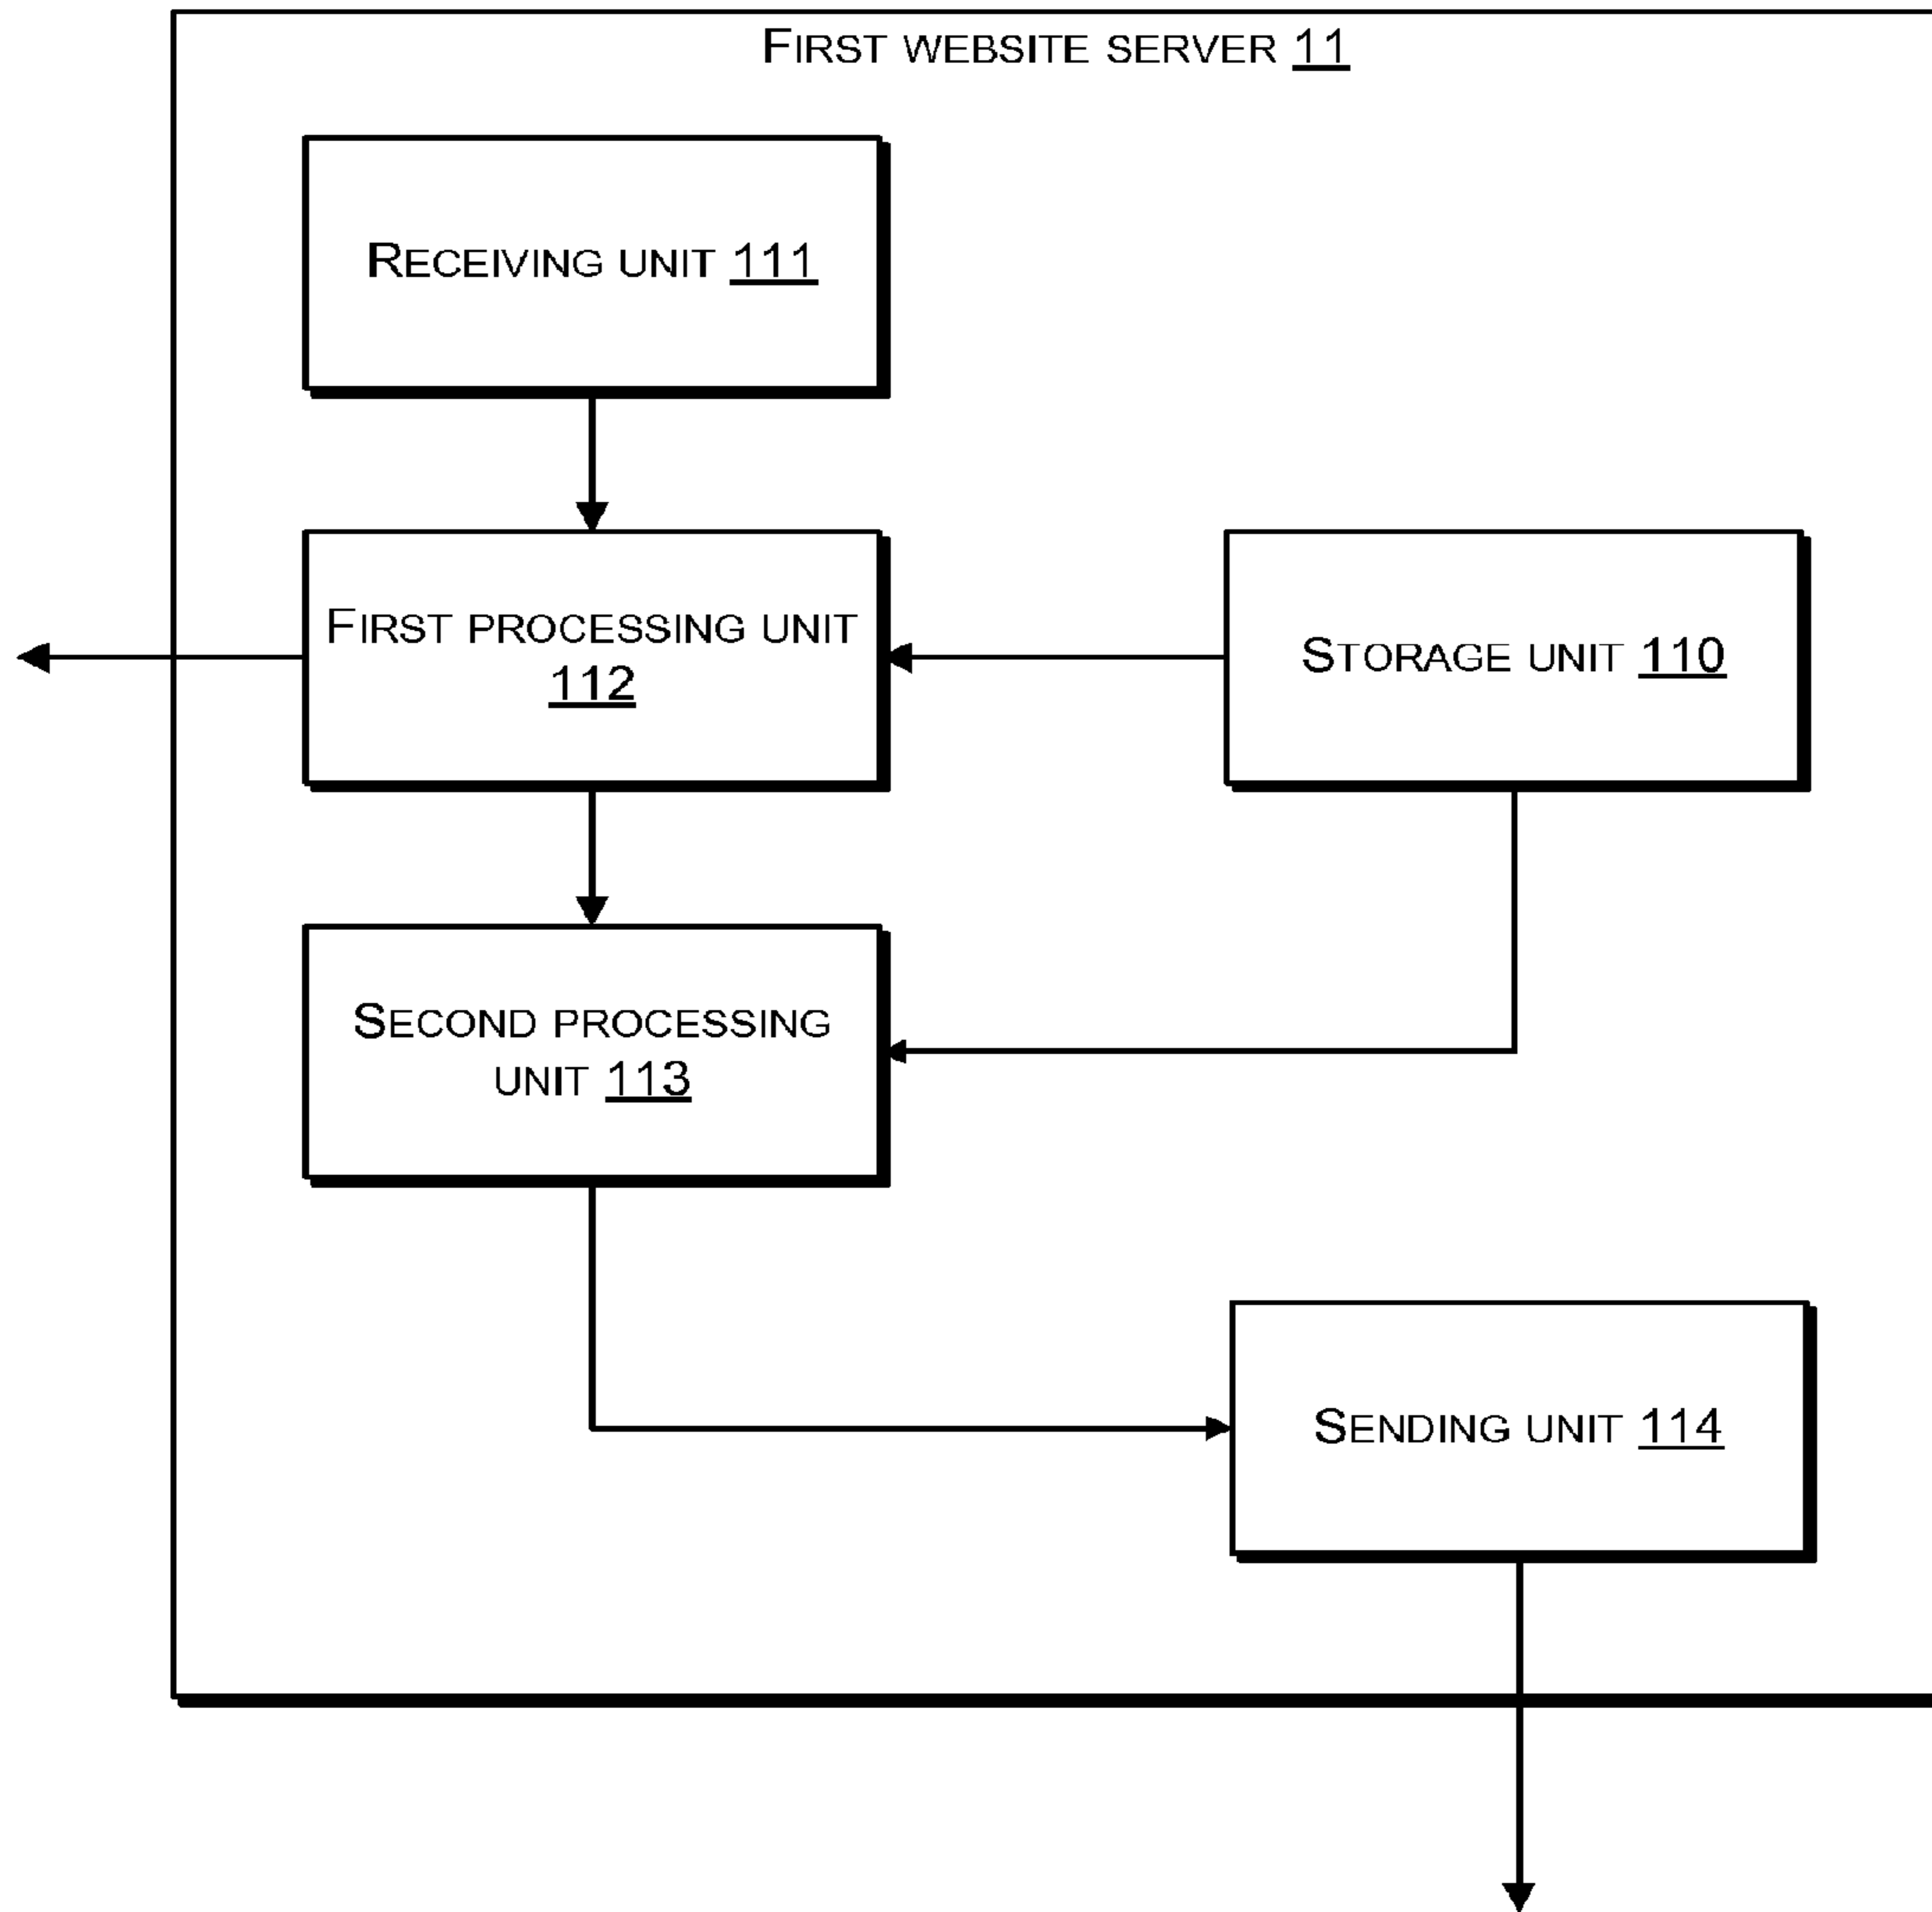 FIRST WEBSITE SERVER 11
RECEIVING UNIT 111
FIRST PROCESSING UNIT
112
STORAGE UNIT 110
SECOND PROCESSING
UNIT 113
SENDING UNIT 114